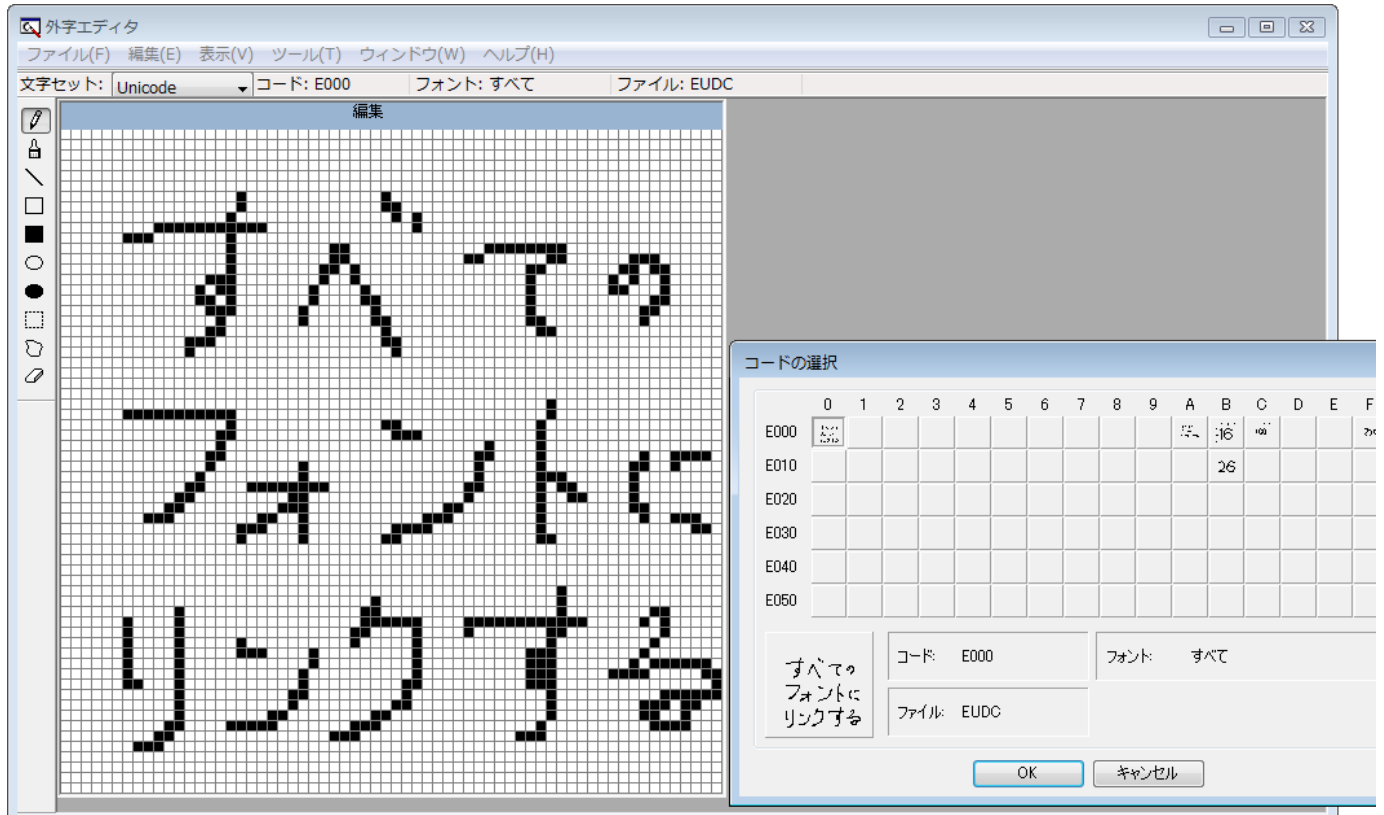 外字エディタ
ファイル(F) 編集(E) 表示(V) ツール(T) ウィンドウ(W) ヘルプ(H)
文字セット: Unicode コード: E000 フォント: すべて ファイル: EUDC
編集
すべての
フォントに
リンクする
コードの選択
0 1 2 3 4 5 6 7 8 9 A B C D E F
E000 16
E010 26
E020
E030
E040
E050
すべての
フォントに
リンクする
コード: E000 フォント: すべて
ファイル: EUDC
OK キャンセル